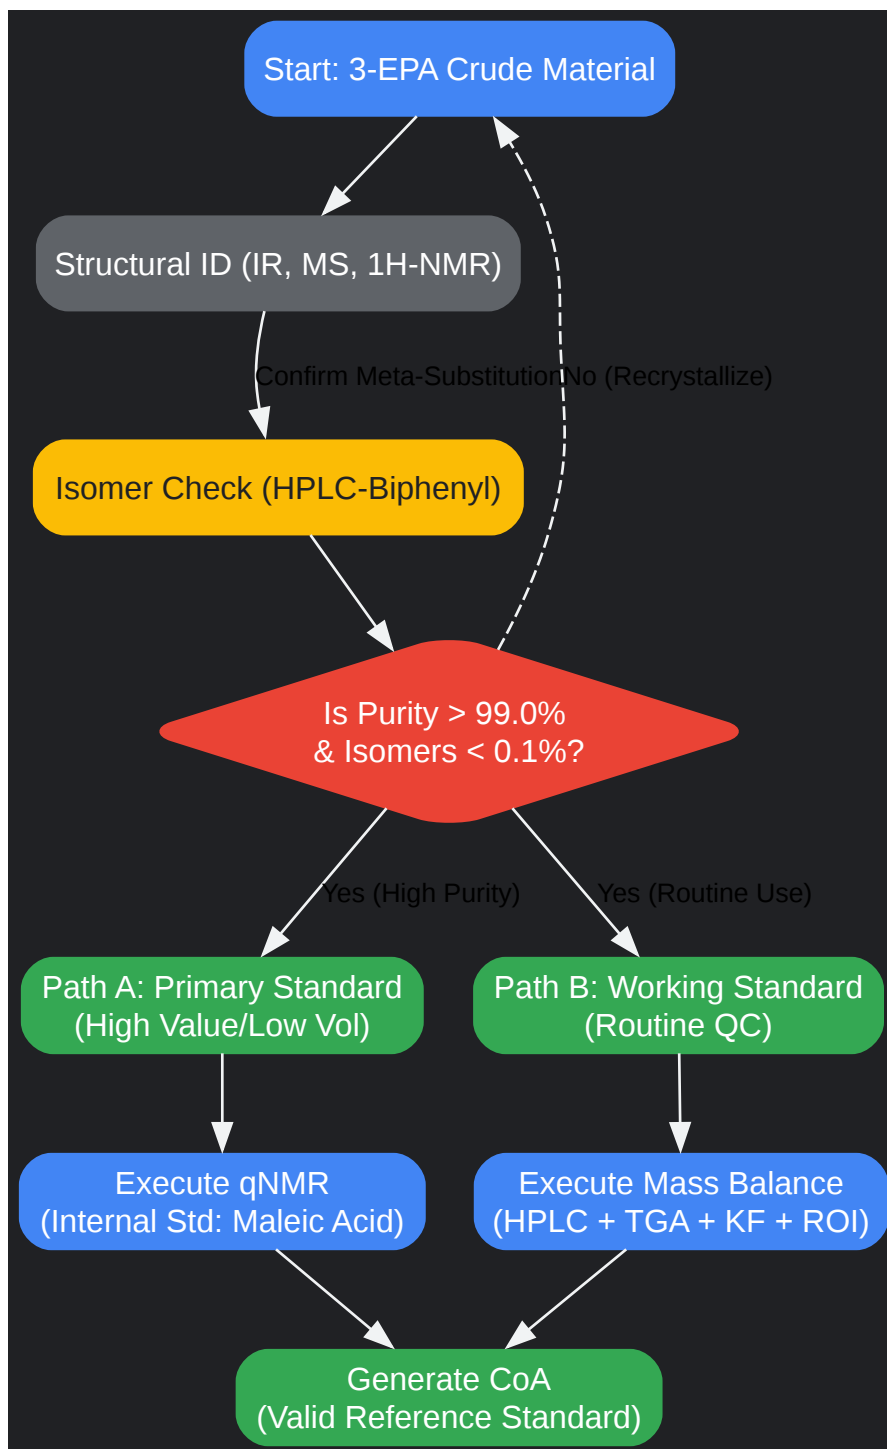 Start: 3-EPA Crude Material
Structural ID (IR, MS, 1H-NMR)
Confirm Meta-Substitution
No (Recrystallize)
Isomer Check (HPLC-Biphenyl)
Is Purity > 99.0%
& Isomers < 0.1%?
Yes (High Purity)
Yes (Routine Use)
Path A: Primary Standard
(High Value/Low Vol)
Path B: Working Standard
(Routine QC)
Execute qNMR
(Internal Std: Maleic Acid)
Execute Mass Balance
(HPLC + TGA + KF + ROI)
Generate CoA
(Valid Reference Standard)